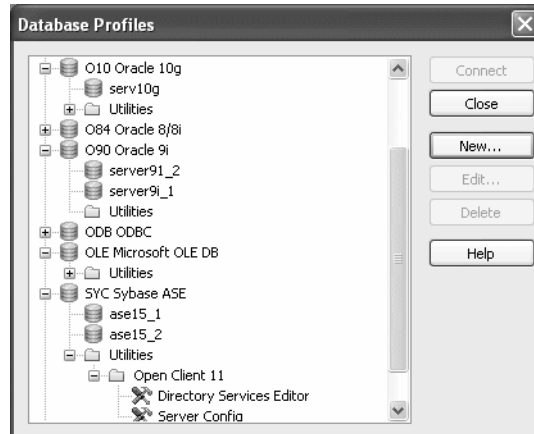 Database Profiles
O10 Oracle 10g
serv10g
Utilities
O84 Oracle 8/8i
O90 Oracle 9i
server91_2
server9i_1
Utilities
ODB ODBC
OLE Microsoft OLE DB
Utilities
SYC Sybase ASE
ase15_1
ase15_2
Utilities
Open Client 11
Directory Services Editor
Server Config
Connect
Close
New...
Edit...
Delete
Help